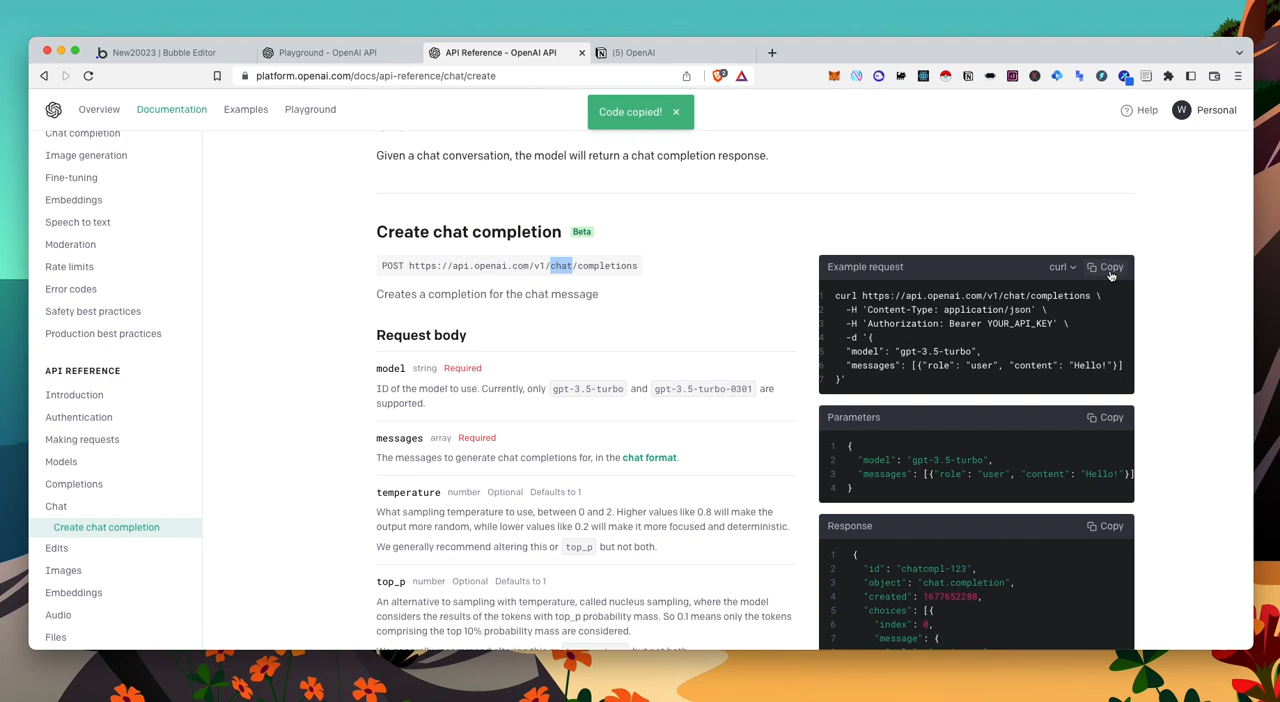 New20023 | Bubble Editor
Playground - OpenAI API
API Reference - OpenAI API
(5) OpenAI
platform.openai.com/docs/api-reference/chat/create
2
Overview
Documentation
Examples
Playground
Code copied!
Help
W
Personal
Chat completion
Image generation
Fine-tuning
Embeddings
Speech to text
Moderation
Rate limits
Error codes
Safety best practices
Production best practices
API REFERENCE
Introduction
Authentication
Making requests
Models
Completions
Chat
Create chat completion
Edits
Images
Embeddings
Audio
Files
Given a chat conversation, the model will return a chat completion response.
Create chat completion Beta
POST https://api.openai.com/v1/chat/completions
Creates a completion for the chat message
Request body
model string Required
ID of the model to use. Currently, only gpt-3.5-turbo and gpt-3.5-turbo-0301 are
supported.
messages array Required
The messages to generate chat completions for, in the chat format.
temperature number Optional Defaults to 1
What sampling temperature to use, between 0 and 2. Higher values like 0.8 will make the
output more random, while lower values like 0.2 will make it more focused and deterministic.
We generally recommend altering this or top_p but not both.
top_p number Optional Defaults to 1
An alternative to sampling with temperature, called nucleus sampling, where the model
considers the results of the tokens with top_p probability mass. So 0.1 means only the tokens
comprising the top 10% probability mass are considered.
Example request
curl
Copy
1 curl https://api.openai.com/v1/chat/completions \
2 -H 'Content-Type: application/json' \
3 -H 'Authorization: Bearer YOUR_API_KEY' \
4 -d '{
5 "model": "gpt-3.5-turbo",
6 "messages": [{"role": "user", "content": "Hello!"}]
7 }'
Parameters
Copy
1 {
2 "model": "gpt-3.5-turbo",
3 "messages": [{"role": "user", "content": "Hello!"}]
4 }
Response
Copy
1 {
2 "id": "chatcmpl-123",
3 "object": "chat.completion",
4 "created": 1677652288,
5 "choices": [{
6 "index": 0,
7 "message": {